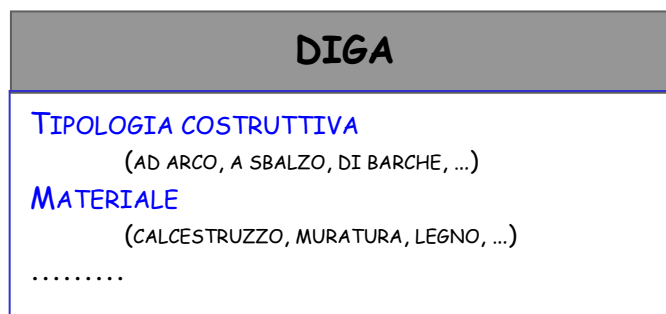 DIGA
TIPOLOGIA COSTRUTTIVA
(AD ARCO, A SBALZO, DI BARCHE, ...)
MATERIALE
(CALCESTRUZZO, MURATURA, LEGNO, ...)
.........